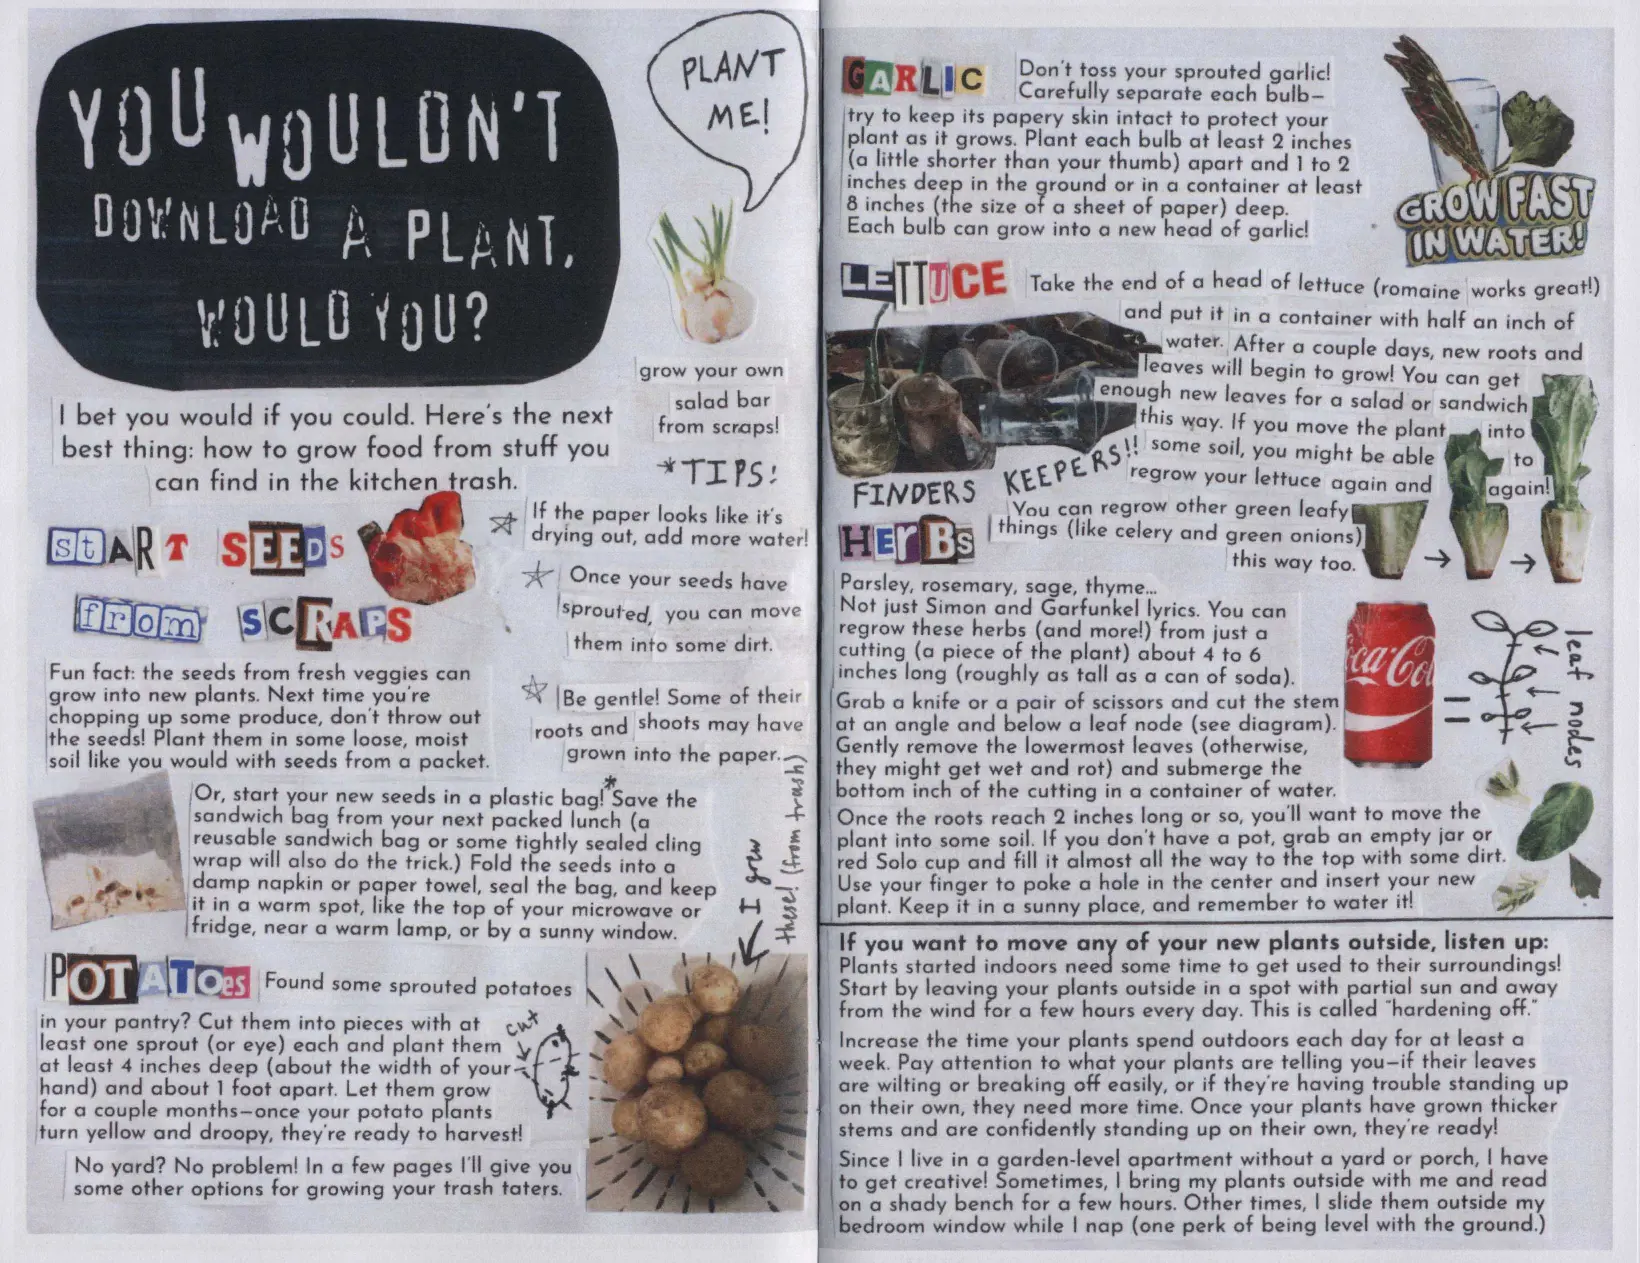 YOU WOULDN'T
DOWNLOAD A PLANT,
WOULD YOU?
PLANT
ME!
I bet you would if you could. Here's the next
best thing: how to grow food from stuff you
can find in the kitchen trash.
grow your own
salad bar
from scraps!
*TIPS:
If the paper looks like it's
drying out, add more water!
Once your seeds have
sprouted, you can move
them into some dirt.
Be gentle! Some of their
roots and shoots may have
grown into the paper.
START SEEDS
from SCRAPS
Fun fact: the seeds from fresh veggies can
grow into new plants. Next time you're
chopping up some produce, don't throw out
the seeds! Plant them in some loose, moist
soil like you would with seeds from a packet.
Or, start your new seeds in a plastic bag!* Save the
sandwich bag from your next packed lunch (a
reusable sandwich bag or some tightly sealed cling
wrap will also do the trick.) Fold the seeds into a
damp napkin or paper towel, seal the bag, and keep
it in a warm spot, like the top of your microwave or
fridge, near a warm lamp, or by a sunny window.
I grew
these! (from trash)
POTATOes
Found some sprouted potatoes
in your pantry? Cut them into pieces with at
least one sprout (or eye) each and plant them
at least 4 inches deep (about the width of your
hand) and about 1 foot apart. Let them grow
for a couple months—once your potato plants
turn yellow and droopy, they're ready to harvest!
cut
No yard? No problem! In a few pages I'll give you
some other options for growing your trash taters.
GARLIC
Don't toss your sprouted garlic!
Carefully separate each bulb—
try to keep its papery skin intact to protect your
plant as it grows. Plant each bulb at least 2 inches
(a little shorter than your thumb) apart and 1 to 2
inches deep in the ground or in a container at least
8 inches (the size of a sheet of paper) deep.
Each bulb can grow into a new head of garlic!
GROW FAST
IN WATER!
LETTUCE
Take the end of a head of lettuce (romaine works great!)
and put it in a container with half an inch of
water. After a couple days, new roots and
leaves will begin to grow! You can get
enough new leaves for a salad or sandwich
this way. If you move the plant into
some soil, you might be able to
regrow your lettuce again and again!
You can regrow other green leafy
things (like celery and green onions)
this way too.
FINDERS KEEPERS!!
HErBs
Parsley, rosemary, sage, thyme...
Not just Simon and Garfunkel lyrics. You can
regrow these herbs (and more!) from just a
cutting (a piece of the plant) about 4 to 6
inches long (roughly as tall as a can of soda).
Grab a knife or a pair of scissors and cut the stem
at an angle and below a leaf node (see diagram).
Gently remove the lowermost leaves (otherwise,
they might get wet and rot) and submerge the
bottom inch of the cutting in a container of water.
Coca-Cola
=
leaf nodes
Once the roots reach 2 inches long or so, you'll want to move the
plant into some soil. If you don't have a pot, grab an empty jar or
red Solo cup and fill it almost all the way to the top with some dirt.
Use your finger to poke a hole in the center and insert your new
plant. Keep it in a sunny place, and remember to water it!
If you want to move any of your new plants outside, listen up:
Plants started indoors need some time to get used to their surroundings!
Start by leaving your plants outside in a spot with partial sun and away
from the wind for a few hours every day. This is called "hardening off."
Increase the time your plants spend outdoors each day for at least a
week. Pay attention to what your plants are telling you—if their leaves
are wilting or breaking off easily, or if they're having trouble standing up
on their own, they need more time. Once your plants have grown thicker
stems and are confidently standing up on their own, they're ready!
Since I live in a garden-level apartment without a yard or porch, I have
to get creative! Sometimes, I bring my plants outside with me and read
on a shady bench for a few hours. Other times, I slide them outside my
bedroom window while I nap (one perk of being level with the ground.)